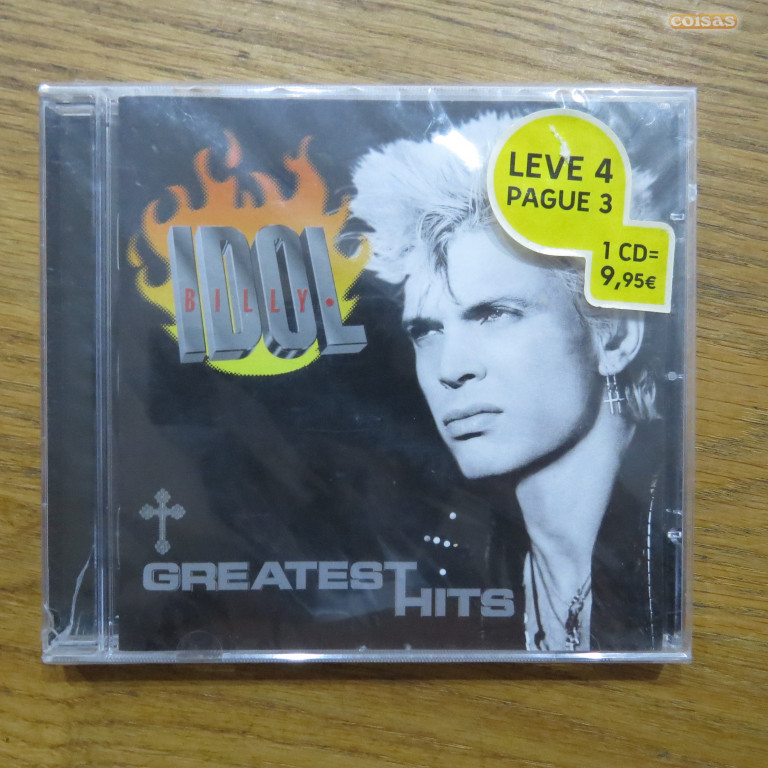 coisas
LEVE 4
PAGUE 3
1 CD=
9,95€
IDOL
BILLY
GREATEST
HITS